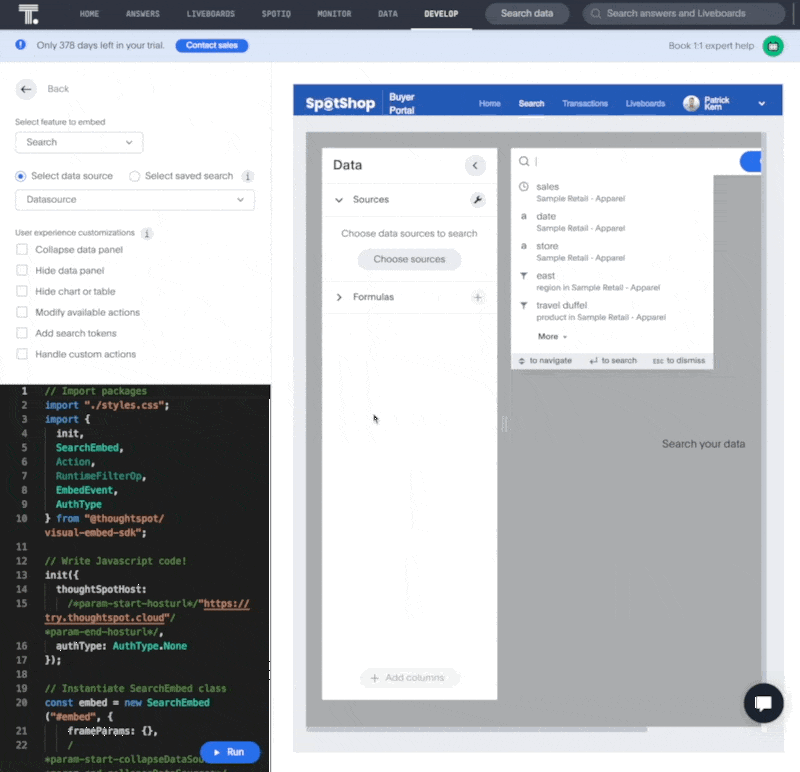 T.
HOME
ANSWERS
LIVEBOARDS
SPOTIQ
MONITOR
DATA
DEVELOP
Search data
Search answers and Liveboards
Only 378 days left in your trial.
Contact sales
Book 1:1 expert help
Back
Select feature to embed
Search
Select data source
Select saved search
Datasource
User experience customizations
Collapse data panel
Hide data panel
Hide chart or table
Modify available actions
Add search tokens
Handle custom actions
1 // Import packages
2 import "./styles.css";
3 import {
4 init,
5 SearchEmbed,
6 Action,
7 RuntimeFilterOp,
8 EmbedEvent,
9 AuthType
10 } from "@thoughtspot/
visual-embed-sdk";
11
12 // Write Javascript code!
13 init({
14 thoughtSpotHost:
15 /*param-start-hosturl*/"https://
try.thoughtspot.cloud"/
*param-end-hosturl*/,
16 authType: AuthType.None
17 });
18
19 // Instantiate SearchEmbed class
20 const embed = new SearchEmbed
("#embed", {
21 frameParams: {},
22 /
*param-start-collapseDataSou
Run
SpotShop
Buyer
Portal
Home
Search
Transactions
Liveboards
Patrick
Kern
Data
Sources
Choose data sources to search
Choose sources
Formulas
Add columns
sales
Sample Retail - Apparel
a date
Sample Retail - Apparel
a store
Sample Retail - Apparel
east
region in Sample Retail - Apparel
travel duffel
product in Sample Retail - Apparel
More
to navigate
to search
ESC to dismiss
Search your data